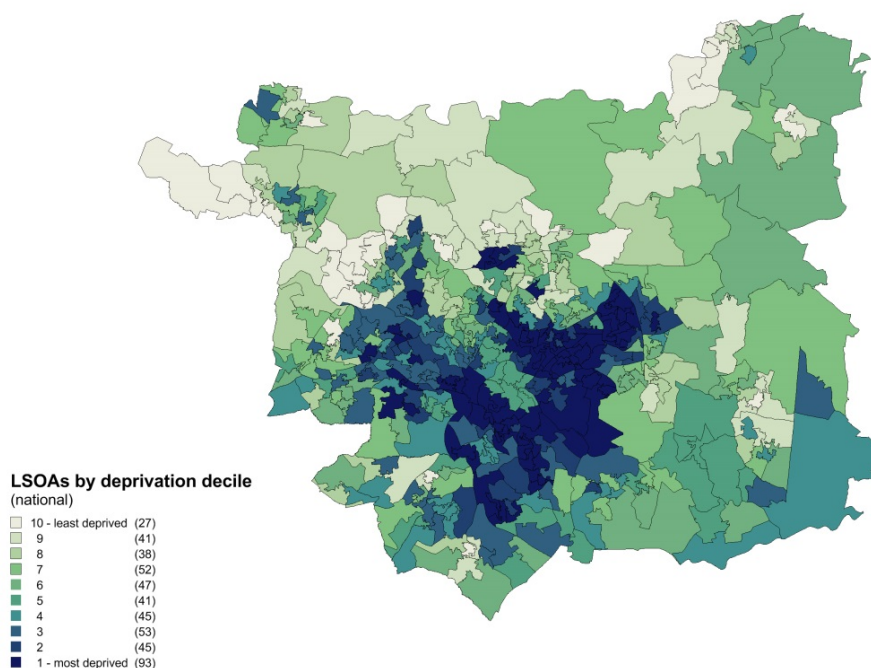 LSOAs by deprivation decile
(national)
10 - least deprived (27)
9 (41)
8 (38)
7 (52)
6 (47)
5 (41)
4 (45)
3 (53)
2 (45)
1 - most deprived (93)